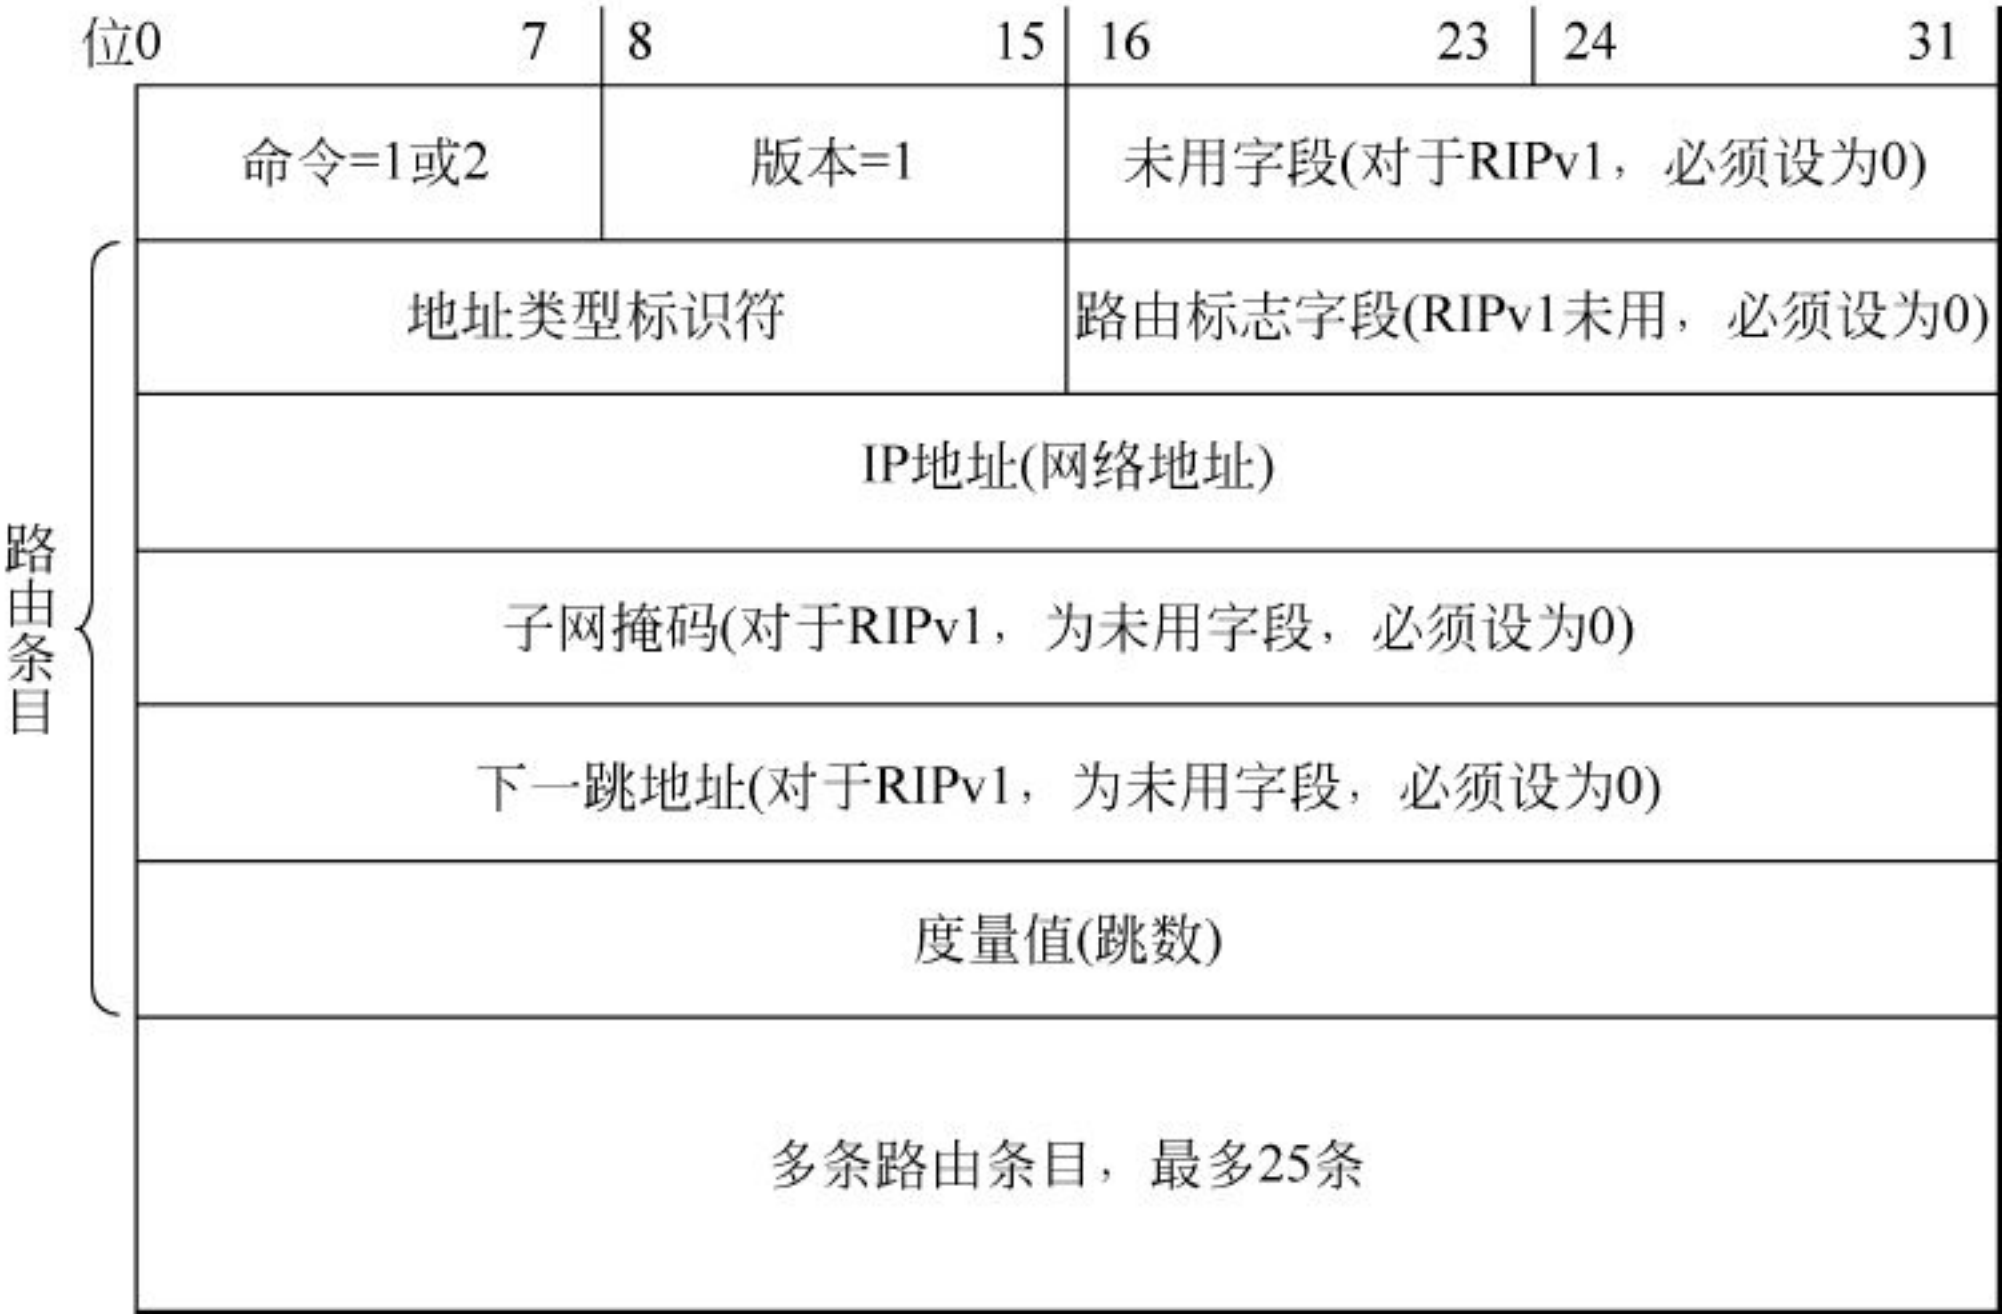 位0 7 8 15 16 23 24 31
命令=1或2 版本=1 未用字段(对于RIPv1，必须设为0)
地址类型标识符 路由标志字段(RIPv1未用，必须设为0)
IP地址(网络地址)
路由条目
子网掩码(对于RIPv1，为未用字段，必须设为0)
下一跳地址(对于RIPv1，为未用字段，必须设为0)
度量值(跳数)
多条路由条目，最多25条